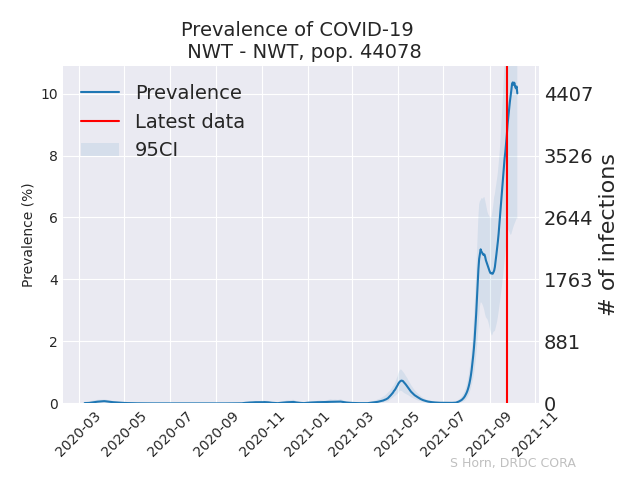 Prevalence of COVID-19
NWT - NWT, pop. 44078
Prevalence
Latest data
95CI
Prevalence (%)
10
8
6
4
2
0
4407
3526
2644
1763
881
0
# of infections
2020-03
2020-05
2020-07
2020-09
2020-11
2021-01
2021-03
2021-05
2021-07
2021-09
2021-11
S Horn, DRDC CORA